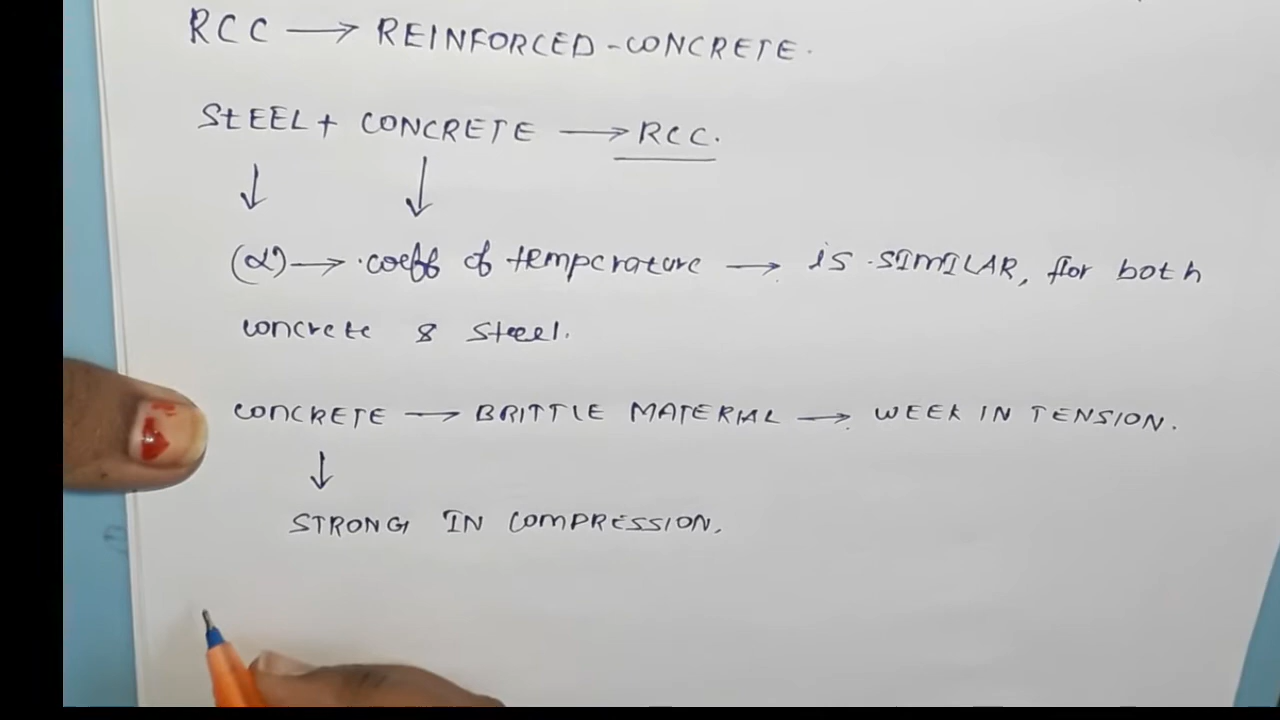 RCC → REINFORCED-CONCRETE.
STEEL + CONCRETE → RCC.
(α) → coeff of temperature → is SIMILAR, for both
concrete & steel.
CONCRETE → BRITTLE MATERIAL → WEEK IN TENSION.
STRONG IN COMPRESSION.